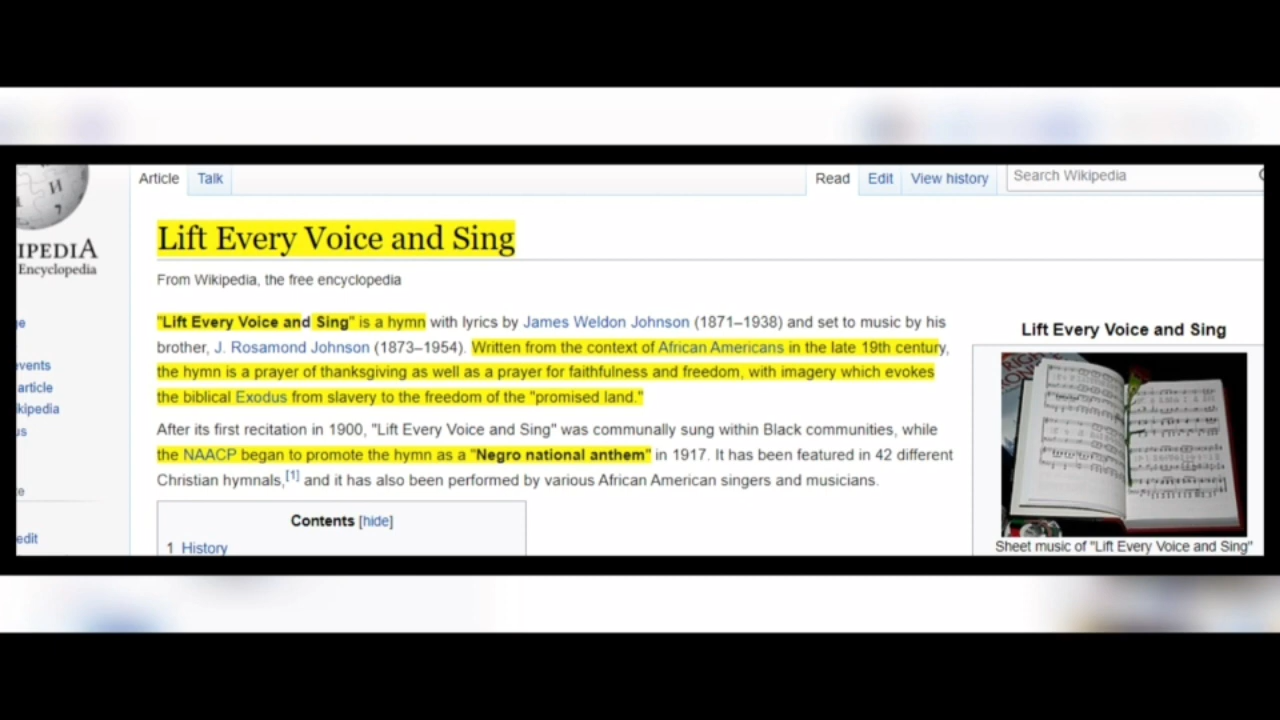 Article Talk Read Edit View history Search Wikipedia
IPEDIA
Encyclopedia
Lift Every Voice and Sing
From Wikipedia, the free encyclopedia
"Lift Every Voice and Sing" is a hymn with lyrics by James Weldon Johnson (1871–1938) and set to music by his
brother, J. Rosamond Johnson (1873–1954). Written from the context of African Americans in the late 19th century,
the hymn is a prayer of thanksgiving as well as a prayer for faithfulness and freedom, with imagery which evokes
the biblical Exodus from slavery to the freedom of the "promised land."
After its first recitation in 1900, "Lift Every Voice and Sing" was communally sung within Black communities, while
the NAACP began to promote the hymn as a "Negro national anthem" in 1917. It has been featured in 42 different
Christian hymnals,[1] and it has also been performed by various African American singers and musicians.
Contents [hide]
1 History
Lift Every Voice and Sing
Sheet music of "Lift Every Voice and Sing"
events
article
kipedia
us
edit